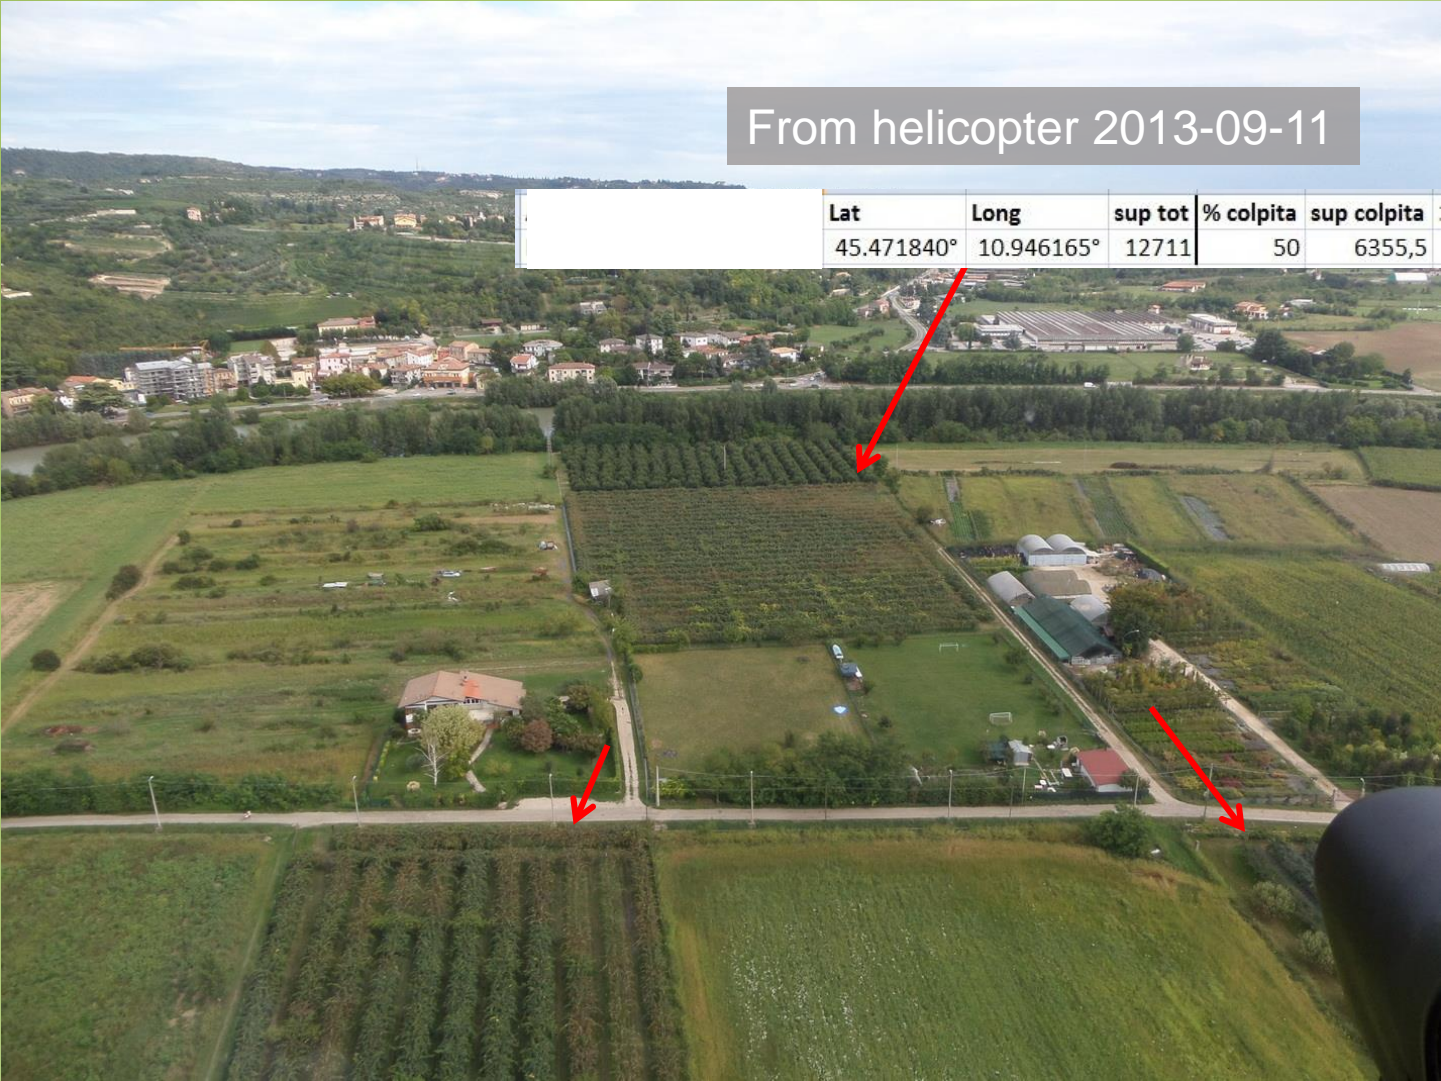 From helicopter 2013-09-11
Lat Long sup tot % colpita sup colpita
45.471840° 10.946165° 12711 50 6355,5